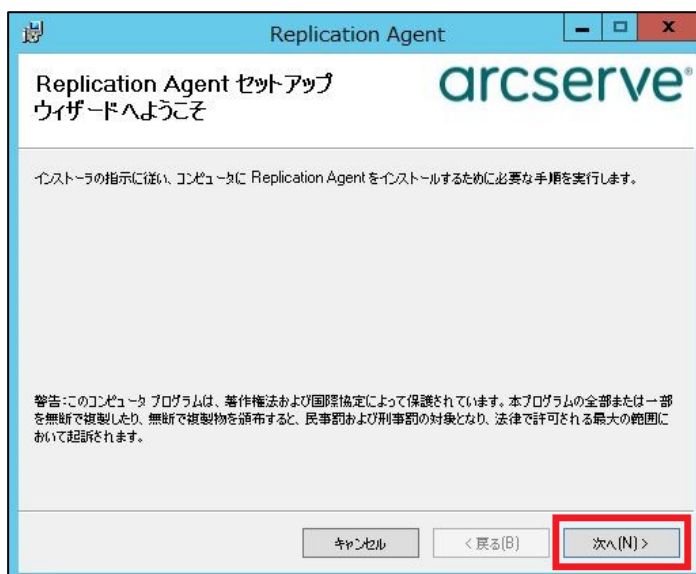 Replication Agent
Replication Agent セットアップ
ウィザードへようこそ
arcserve®
インストーラの指示に従い、コンピュータに Replication Agent をインストールするために必要な手順を実行します。
警告:このコンピュータ プログラムは、著作権法および国際協定によって保護されています。本プログラムの全部または一部
を無断で複製したり、無断で複製物を頒布すると、民事罰および刑事罰の対象となり、法律で許可される最大の範囲に
おいて起訴されます。
キャンセル
< 戻る(B)
次へ(N) >